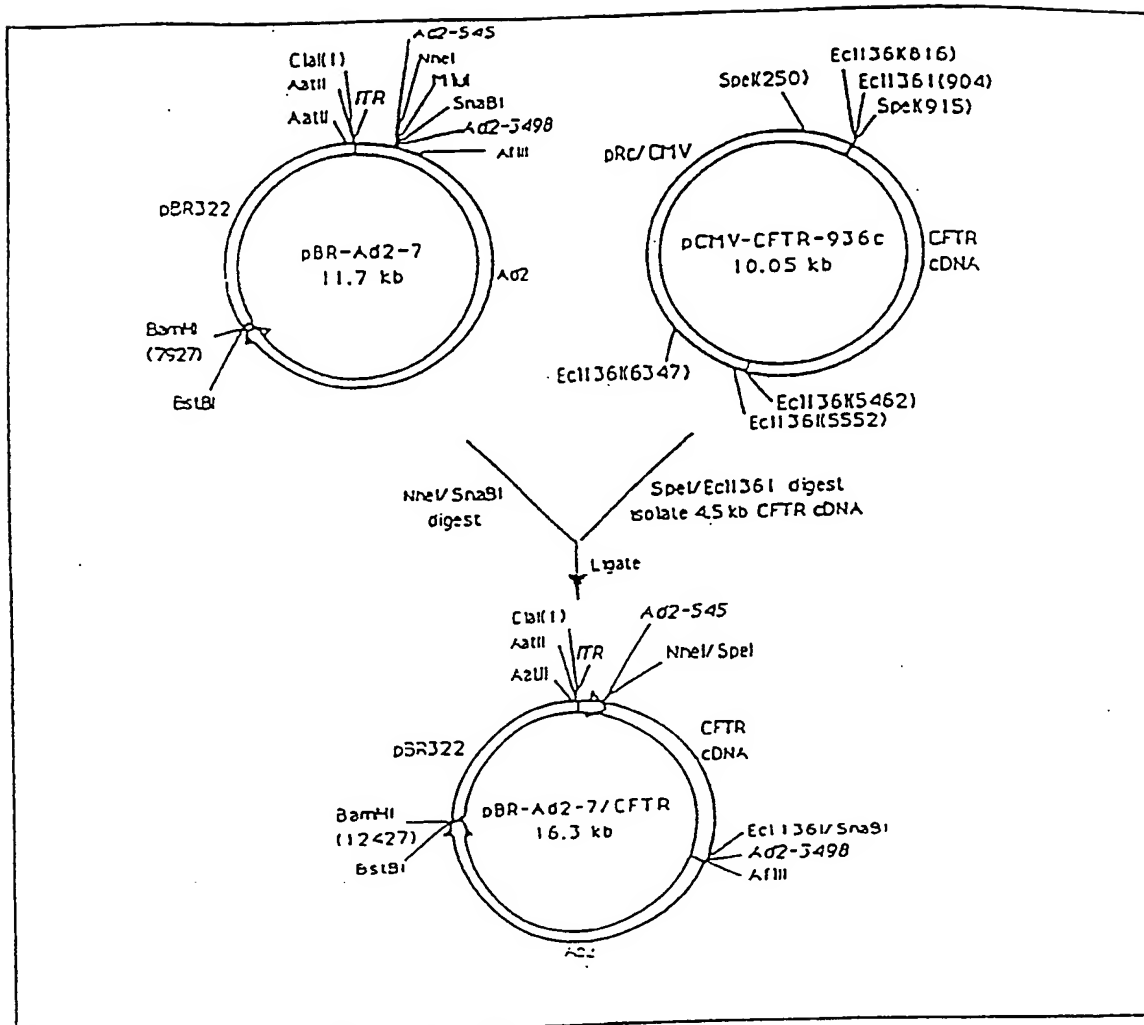 Ad2-545
ClaI(1)
NheI
AatII
ITR
MluI
SnaBI
AatII
Ad2-3498
AflII
pBR322
pBR-Ad2-7
11.7 kb
Ad2
BamHI
(7927)
BstBI
Ecl136I(816)
SpeI(250)
Ecl136I(904)
SpeI(915)
pRc/CMV
pCMV-CFTR-936c
10.05 kb
CFTR
cDNA
Ecl136I(6347)
Ecl136I(5462)
Ecl136I(5552)
NheI/SnaBI
digest
SpeI/Ecl136I digest
isolate 4.5 kb CFTR cDNA
Ligate
ClaI(1)
Ad2-545
AatII
ITR
NheI/SpeI
AatII
pBR322
CFTR
cDNA
BamHI
(12427)
pBR-Ad2-7/CFTR
16.3 kb
BstBI
Ecl136I/SnaBI
Ad2-3498
AflII